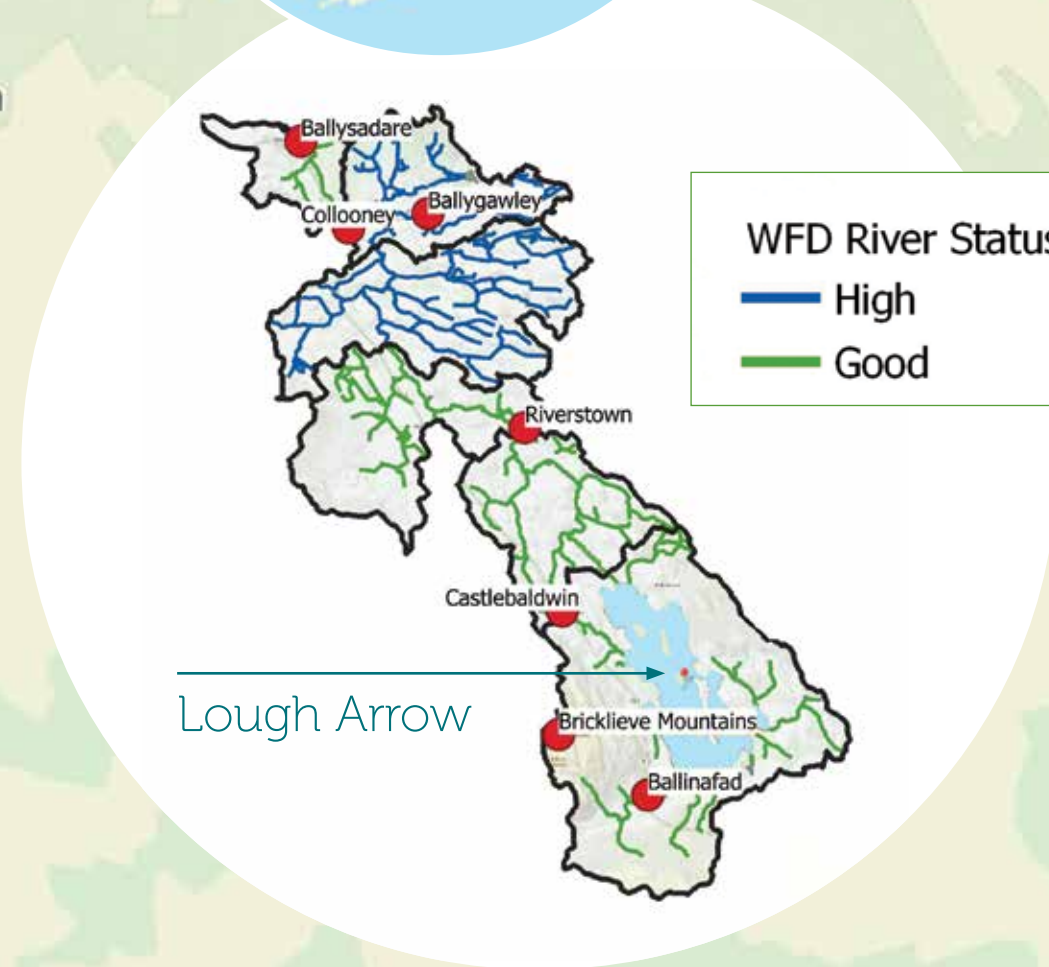 Ballysadare
Ballygawley
Collooney
WFD River Status
High
Good
Riverstown
Castlebaldwin
Lough Arrow
Bricklieve Mountains
Ballinafad